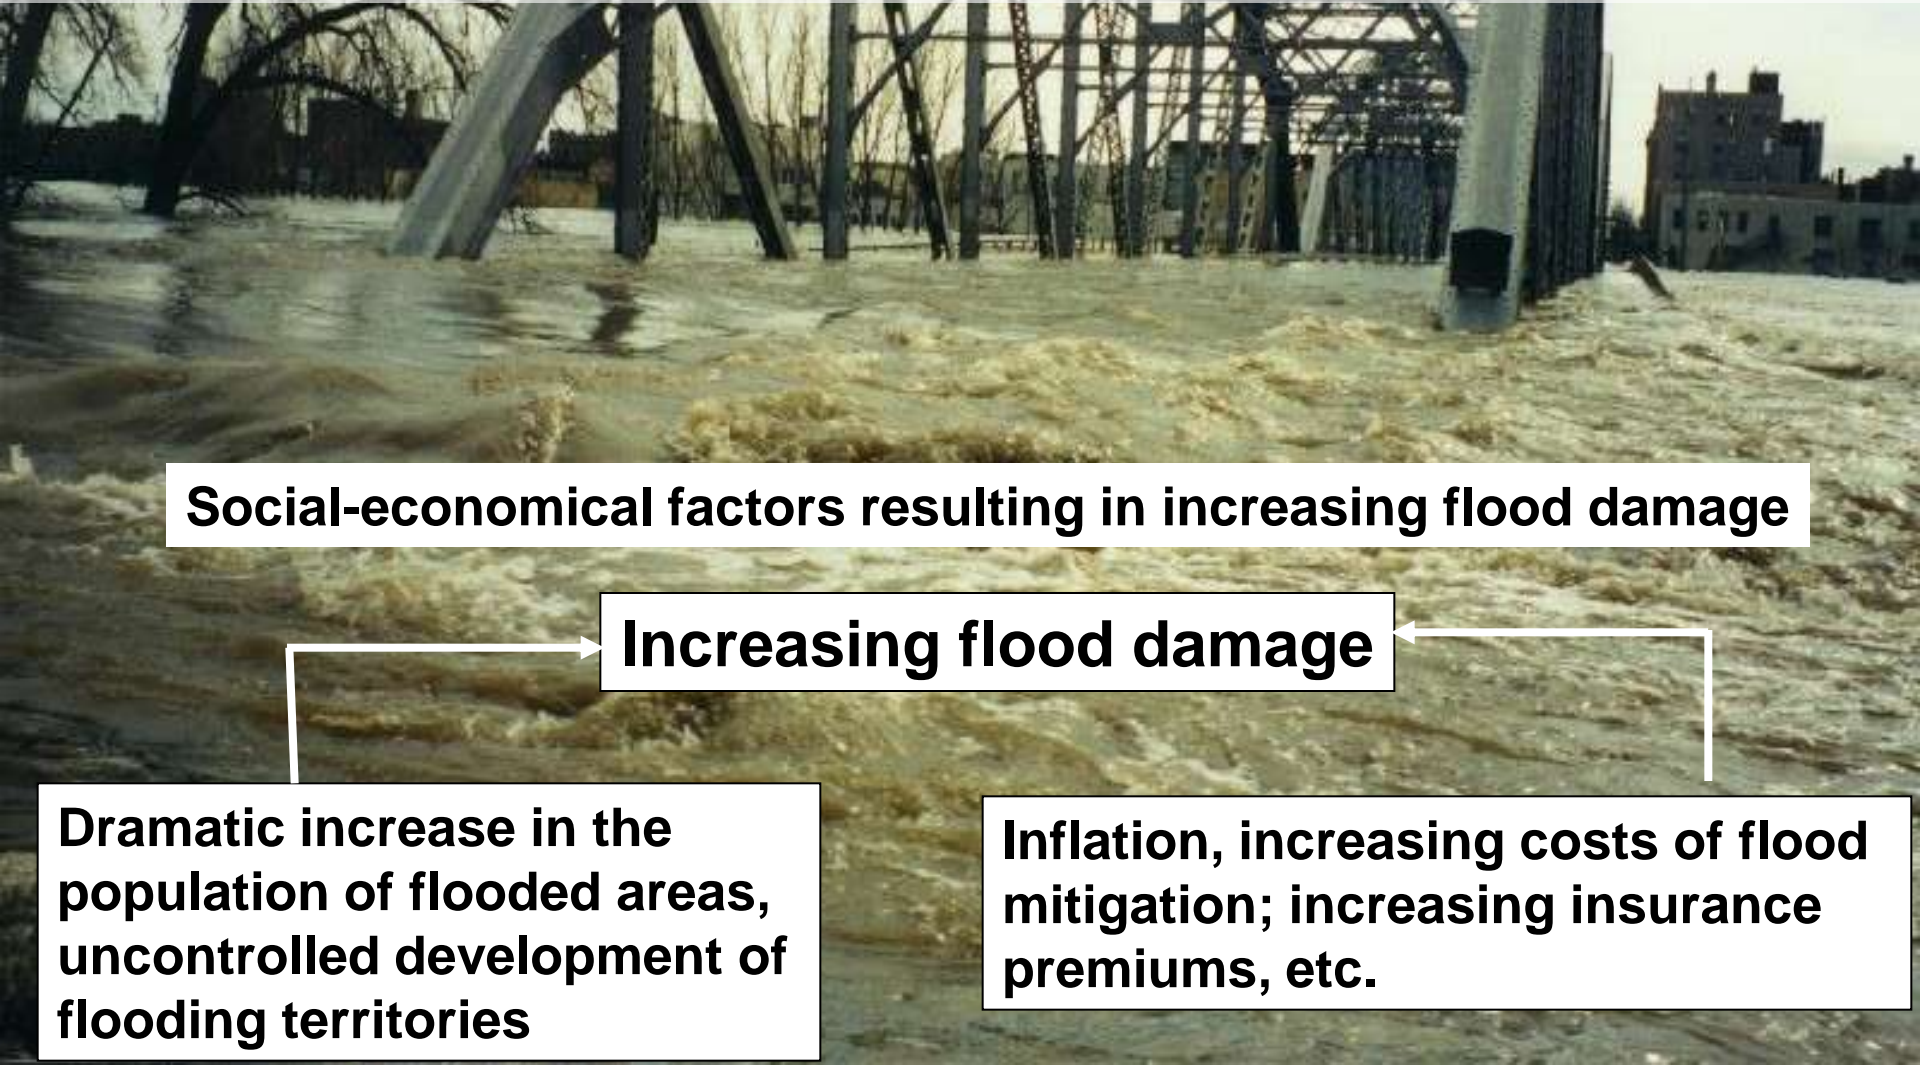 Social-economical factors resulting in increasing flood damage
Increasing flood damage
Dramatic increase in the
population of flooded areas,
uncontrolled development of
flooding territories
Inflation, increasing costs of flood
mitigation; increasing insurance
premiums, etc.